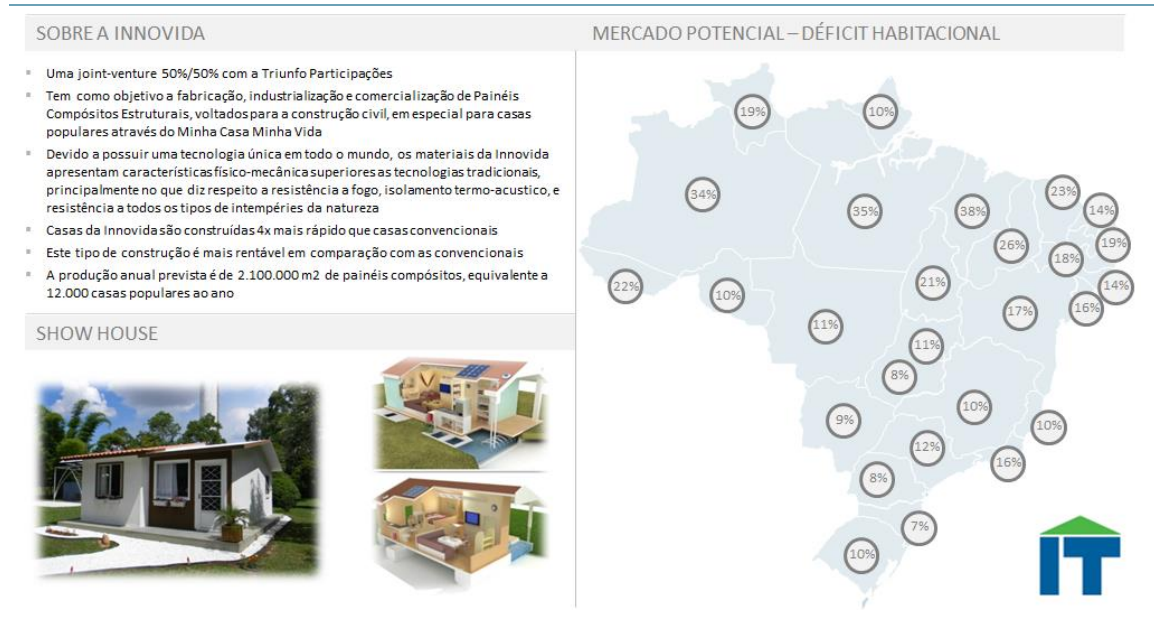 SOBRE A INNOVIDA
Uma joint-venture 50%/50% com a Triunfo Participações
Tem como objetivo a fabricação, industrialização e comercialização de Painéis
Compósitos Estruturais, voltados para a construção civil, em especial para casas
populares através do Minha Casa Minha Vida
Devido a possuir uma tecnologia única em todo o mundo, os materiais da Innovida
apresentam características físico-mecânica superiores as tecnologias tradicionais,
principalmente no que diz respeito a resistência a fogo, isolamento termo-acustico, e
resistência a todos os tipos de intempéries da natureza
Casas da Innovida são construídas 4x mais rápido que casas convencionais
Este tipo de construção é mais rentável em comparação com as convencionais
A produção anual prevista é de 2.100.000 m2 de painéis compósitos, equivalente a
12.000 casas populares ao ano
SHOW HOUSE
MERCADO POTENCIAL – DÉFICIT HABITACIONAL
19%
10%
34%
35%
38%
23%
14%
26%
19%
18%
22%
10%
21%
14%
17%
16%
11%
11%
8%
9%
10%
10%
12%
16%
8%
7%
10%
IT